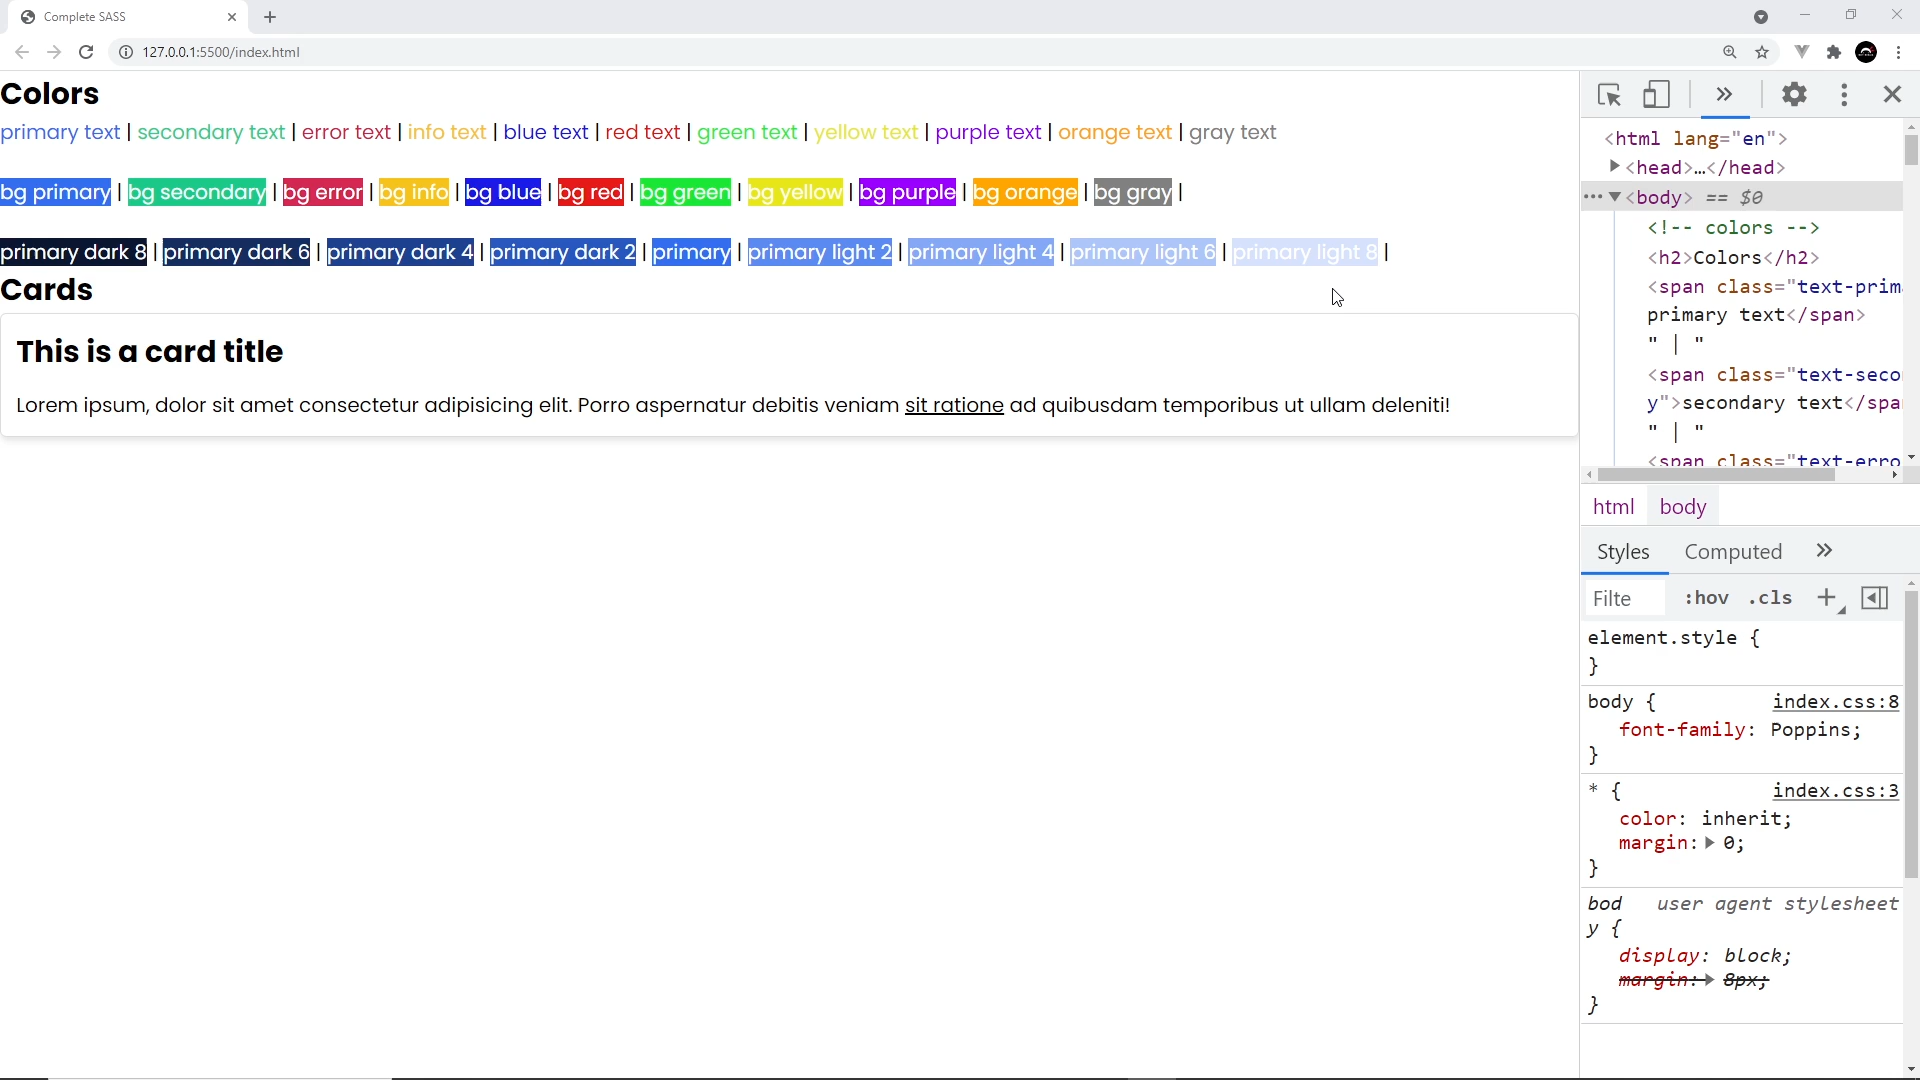 Complete SASS
127.0.0.1:5500/index.html
Colors
primary text | secondary text | error text | info text | blue text | red text | green text | yellow text | purple text | orange text | gray text
bg primary | bg secondary | bg error | bg info | bg blue | bg red | bg green | bg yellow | bg purple | bg orange | bg gray |
primary dark 8 | primary dark 6 | primary dark 4 | primary dark 2 | primary | primary light 2 | primary light 4 | primary light 6 | primary light 8 |
Cards
This is a card title
Lorem ipsum, dolor sit amet consectetur adipisicing elit. Porro aspernatur debitis veniam sit ratione ad quibusdam temporibus ut ullam deleniti!
<html lang="en">
<head>…</head>
<body> == $0
<!-- colors -->
<h2>Colors</h2>
<span class="text-prim
primary text</span>
" | "
<span class="text-seco
y">secondary text</spa
" | "
<span class="text-erro
html body
Styles Computed
Filte :hov .cls
element.style {
}
body { index.css:8
font-family: Poppins;
}
* { index.css:3
color: inherit;
margin: 0;
}
bod user agent stylesheet
y {
display: block;
margin: 8px;
}